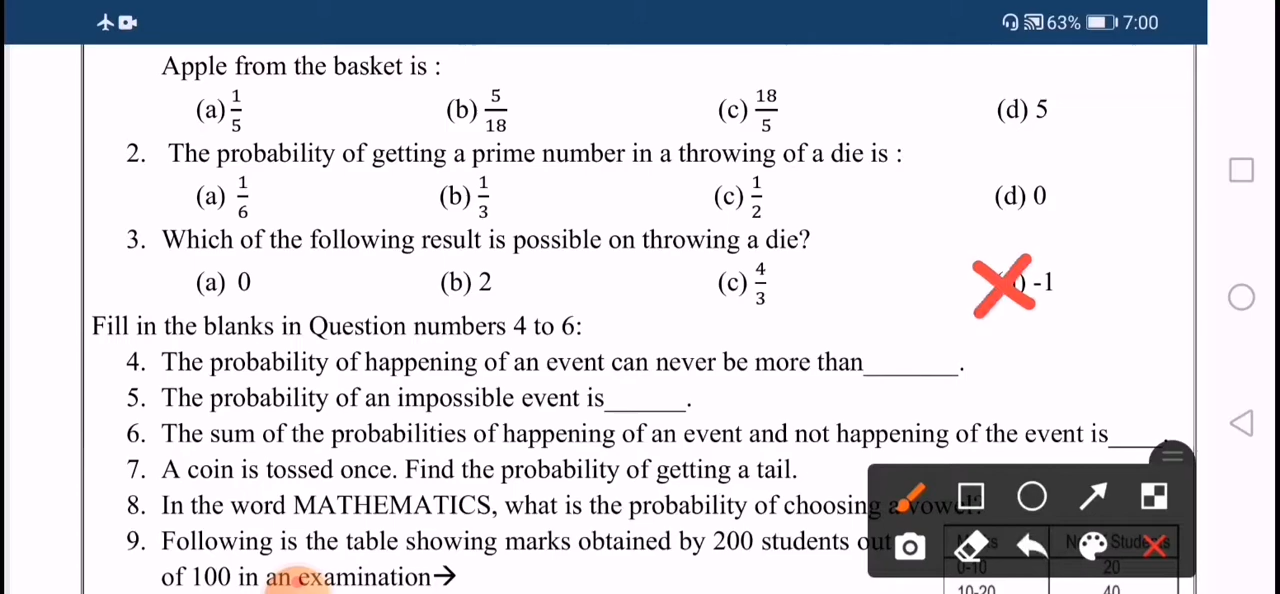 63% 7:00
Apple from the basket is :
(a) 1/5 (b) 5/18 (c) 18/5 (d) 5
2. The probability of getting a prime number in a throwing of a die is :
(a) 1/6 (b) 1/3 (c) 1/2 (d) 0
3. Which of the following result is possible on throwing a die?
(a) 0 (b) 2 (c) 4/3 ) -1
Fill in the blanks in Question numbers 4 to 6:
4. The probability of happening of an event can never be more than_______.
5. The probability of an impossible event is______.
6. The sum of the probabilities of happening of an event and not happening of the event is____.
7. A coin is tossed once. Find the probability of getting a tail.
8. In the word MATHEMATICS, what is the probability of choosing a vowel?
9. Following is the table showing marks obtained by 200 students out
of 100 in an examination→
Students
0-10 20
10-20 40